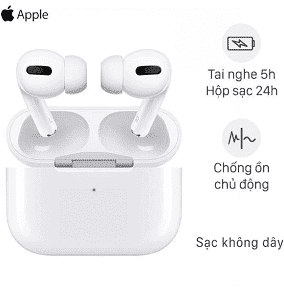 Apple
Tai nghe 5h
Hộp sạc 24h
Chống ồn
chủ động
Sạc không dây